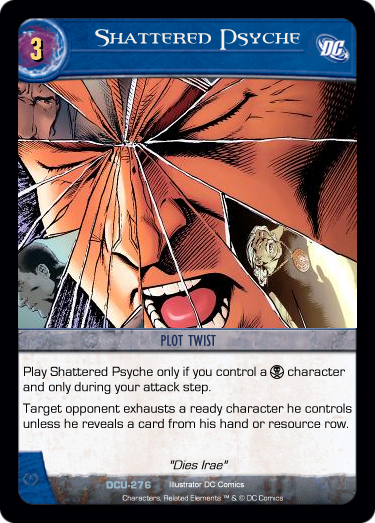 3
Shattered Psyche
DC
PLOT TWIST
Play Shattered Psyche only if you control a character
and only during your attack step.
Target opponent exhausts a ready character he controls
unless he reveals a card from his hand or resource row.
"Dies Irae"
DCU-276 Illustrator DC Comics
Characters, Related Elements ™ & © DC Comics